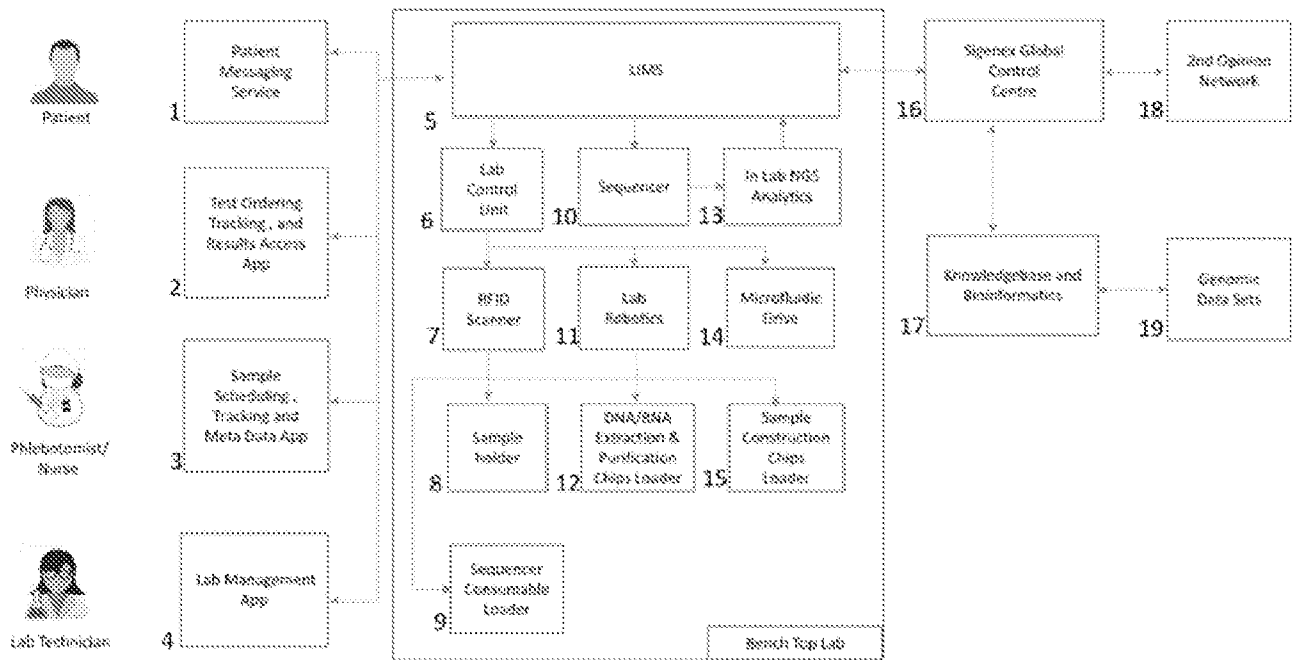 Patient
1
Patient
Messaging
Service
Physician
2
Test Ordering
Tracking , and
Results Access
App
Phlebotomist/
Nurse
3
Sample
Scheduling ,
Tracking and
Meta Data App
Lab Technician
4
Lab Management
App
5
LIMS
6
Lab
Control
Unit
10
Sequencer
13
In Lab NGS
Analytics
7
RFID
Scanner
11
Lab
Robotics
14
Microfluidic
Drive
8
Sample
holder
12
DNA/RNA
Extraction &
Purification
Chips Loader
15
Sample
Construction
Chips
Loader
9
Sequencer
Consumable
Loader
Bench Top Lab
16
Global
Control
Centre
18
2nd Opinion
Network
17
KnowledgeBase and
Bioinformatics
19
Genomic
Data Sets